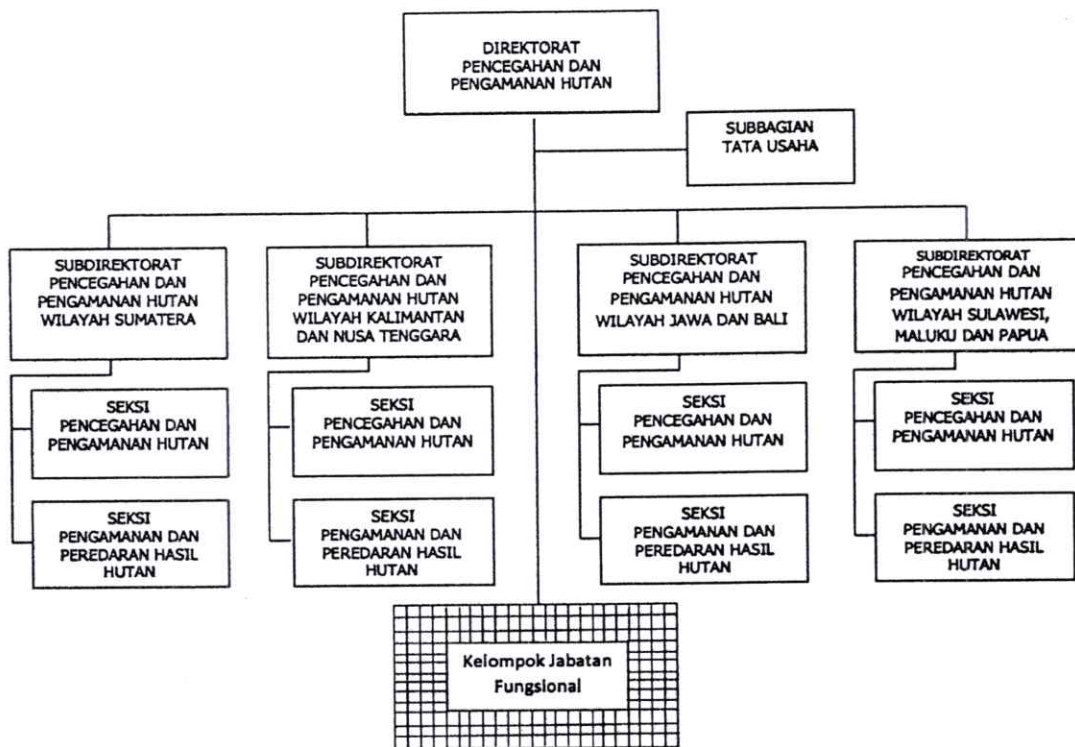 DIREKTORAT
PENCEGAHAN DAN
PENGAMANAN HUTAN
SUBBAGIAN
TATA USAHA
SUBDIREKTORAT
PENCEGAHAN DAN
PENGAMANAN HUTAN
WILAYAH SUMATERA
SUBDIREKTORAT
PENCEGAHAN DAN
PENGAMANAN HUTAN
WILAYAH KALIMANTAN
DAN NUSA TENGGARA
SUBDIREKTORAT
PENCEGAHAN DAN
PENGAMANAN HUTAN
WILAYAH JAWA DAN BALI
SUBDIREKTORAT
PENCEGAHAN DAN
PENGAMANAN HUTAN
WILAYAH SULAWESI,
MALUKU DAN PAPUA
SEKSI
PENCEGAHAN DAN
PENGAMANAN HUTAN
SEKSI
PENCEGAHAN DAN
PENGAMANAN HUTAN
SEKSI
PENCEGAHAN DAN
PENGAMANAN HUTAN
SEKSI
PENCEGAHAN DAN
PENGAMANAN HUTAN
SEKSI
PENGAMANAN DAN
PEREDARAN HASIL
HUTAN
SEKSI
PENGAMANAN DAN
PEREDARAN HASIL
HUTAN
SEKSI
PENGAMANAN DAN
PEREDARAN HASIL
HUTAN
SEKSI
PENGAMANAN DAN
PEREDARAN HASIL
HUTAN
Kelompok Jabatan
Fungsional